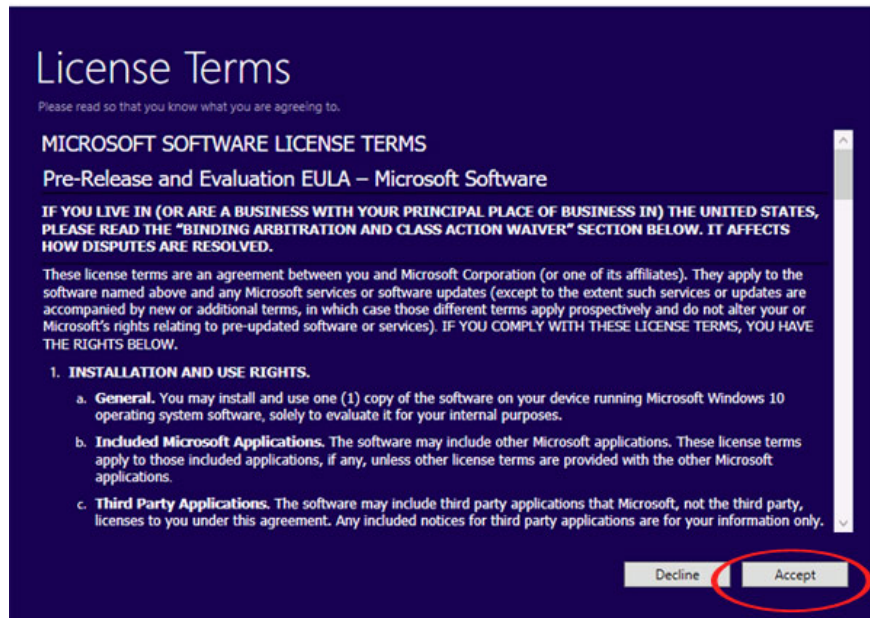 License Terms
Please read so that you know what you are agreeing to.
MICROSOFT SOFTWARE LICENSE TERMS
Pre-Release and Evaluation EULA – Microsoft Software
IF YOU LIVE IN (OR ARE A BUSINESS WITH YOUR PRINCIPAL PLACE OF BUSINESS IN) THE UNITED STATES,
PLEASE READ THE “BINDING ARBITRATION AND CLASS ACTION WAIVER” SECTION BELOW. IT AFFECTS
HOW DISPUTES ARE RESOLVED.
These license terms are an agreement between you and Microsoft Corporation (or one of its affiliates). They apply to the
software named above and any Microsoft services or software updates (except to the extent such services or updates are
accompanied by new or additional terms, in which case those different terms apply prospectively and do not alter your or
Microsoft’s rights relating to pre-updated software or services). IF YOU COMPLY WITH THESE LICENSE TERMS, YOU HAVE
THE RIGHTS BELOW.
1. INSTALLATION AND USE RIGHTS.
a. General. You may install and use one (1) copy of the software on your device running Microsoft Windows 10
operating system software, solely to evaluate it for your internal purposes.
b. Included Microsoft Applications. The software may include other Microsoft applications. These license terms
apply to those included applications, if any, unless other license terms are provided with the other Microsoft
applications.
c. Third Party Applications. The software may include third party applications that Microsoft, not the third party,
licenses to you under this agreement. Any included notices for third party applications are for your information only.
Decline Accept